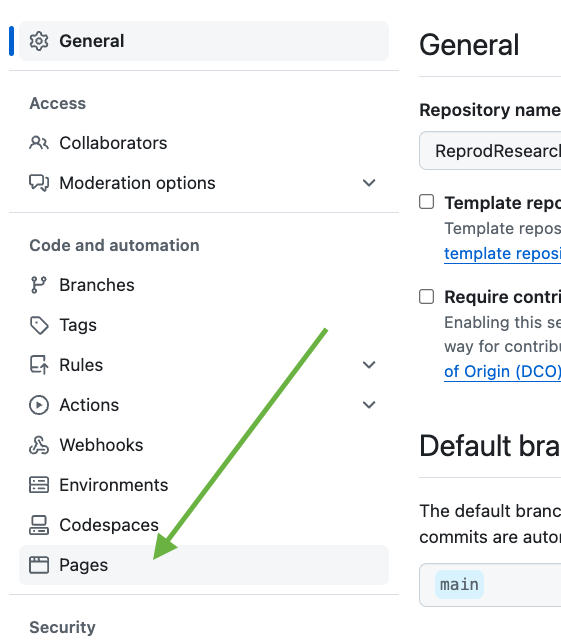 General
Access
Collaborators
Moderation options
Code and automation
Branches
Tags
Rules
Actions
Webhooks
Environments
Codespaces
Pages
Security
General
Repository name
ReprodResearch
Template repo
Template repos
template reposi
Require contri
Enabling this se
way for contribu
of Origin (DCO)
Default bra
The default branc
commits are auto
main